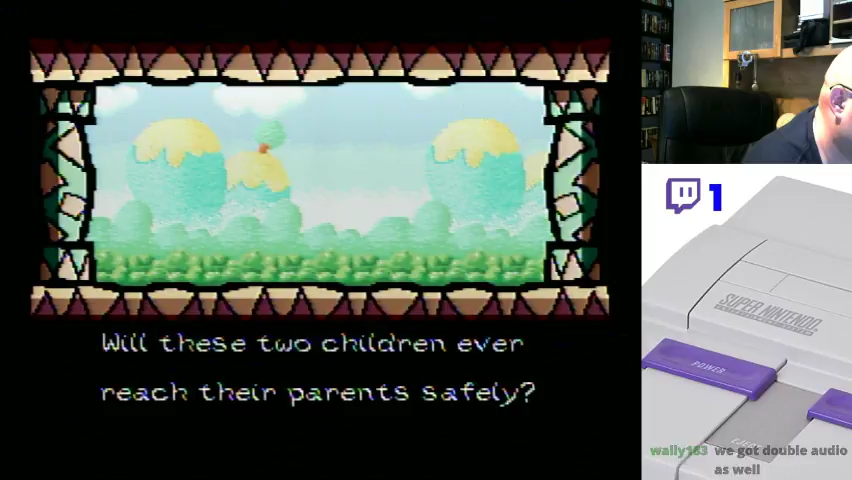 Will these two children ever
reach their parents safely?
1
SUPER NINTENDO
POWER
wally183 we got double audio
as well